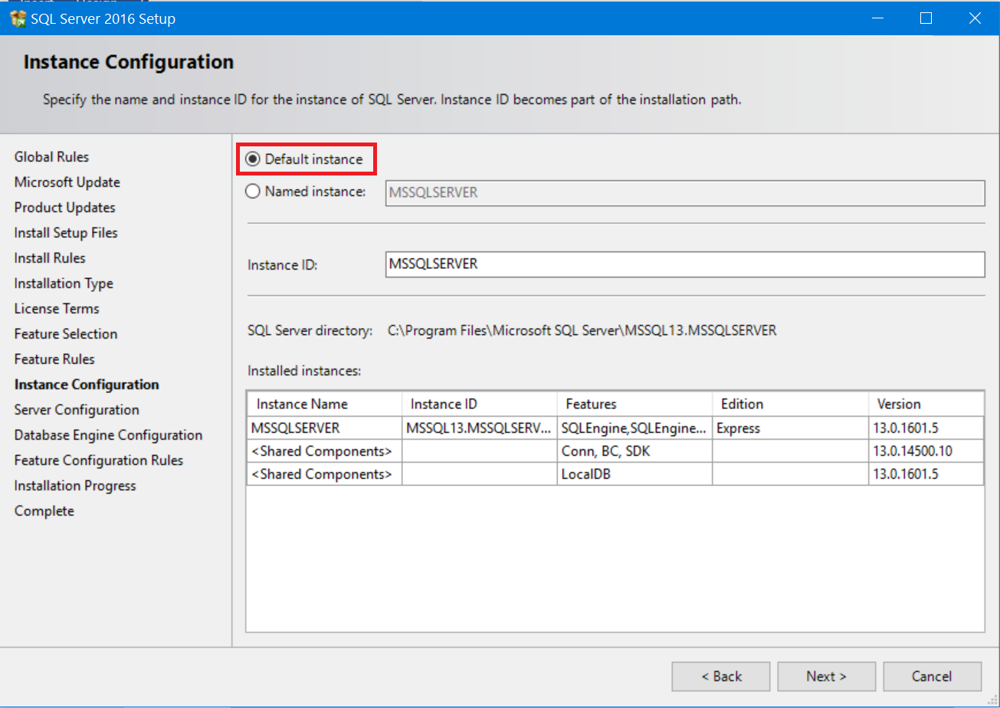 SQL Server 2016 Setup
Instance Configuration
Specify the name and instance ID for the instance of SQL Server. Instance ID becomes part of the installation path.
Global Rules
Microsoft Update
Product Updates
Install Setup Files
Install Rules
Installation Type
License Terms
Feature Selection
Feature Rules
Instance Configuration
Server Configuration
Database Engine Configuration
Feature Configuration Rules
Installation Progress
Complete
Default instance
Named instance: MSSQLSERVER
Instance ID: MSSQLSERVER
SQL Server directory: C:\Program Files\Microsoft SQL Server\MSSQL13.MSSQLSERVER
Installed instances:
Instance Name Instance ID Features Edition Version
MSSQLSERVER MSSQL13.MSSQLSERV... SQLEngine,SQLEngine... Express 13.0.1601.5
<Shared Components> Conn, BC, SDK 13.0.14500.10
<Shared Components> LocalDB 13.0.1601.5
< Back Next > Cancel